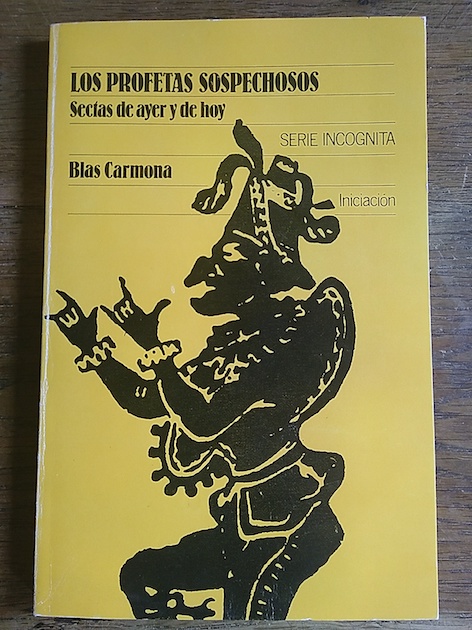 LOS PROFETAS SOSPECHOSOS
Sectas de ayer y de hoy
SERIE INCOGNITA
Blas Carmona
Iniciación